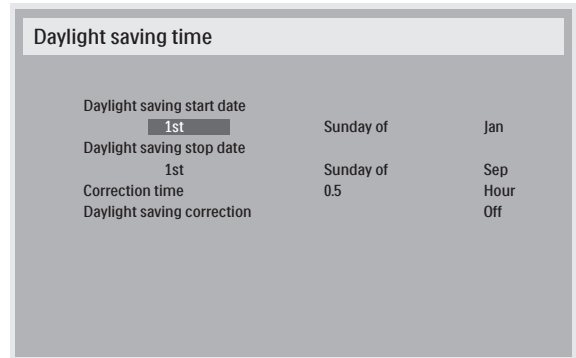 Daylight saving time
Daylight saving start date
1st Sunday of Jan
Daylight saving stop date
1st Sunday of Sep
Correction time 0.5 Hour
Daylight saving correction Off